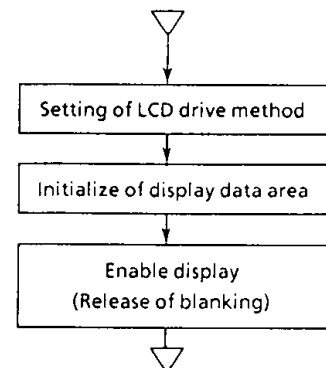 Setting of LCD drive method
Initialize of display data area
Enable display
(Release of blanking)